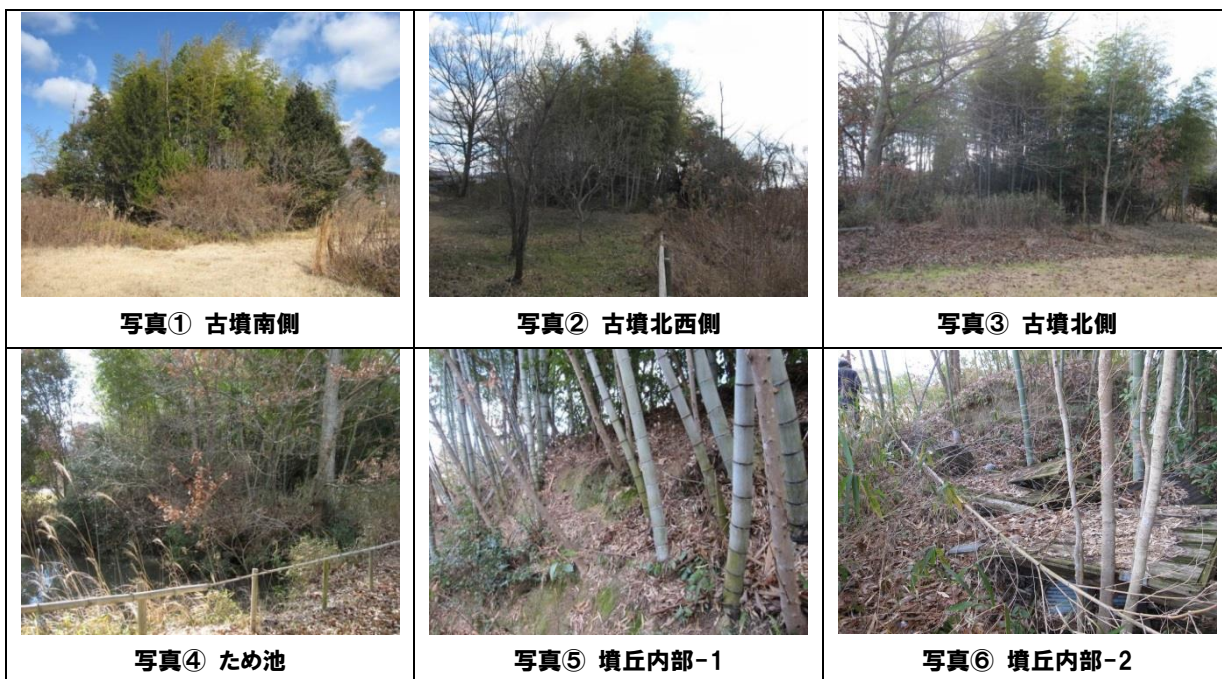 写真① 古墳南側
写真② 古墳北西側
写真③ 古墳北側
写真④ ため池
写真⑤ 墳丘内部-1
写真⑥ 墳丘内部-2